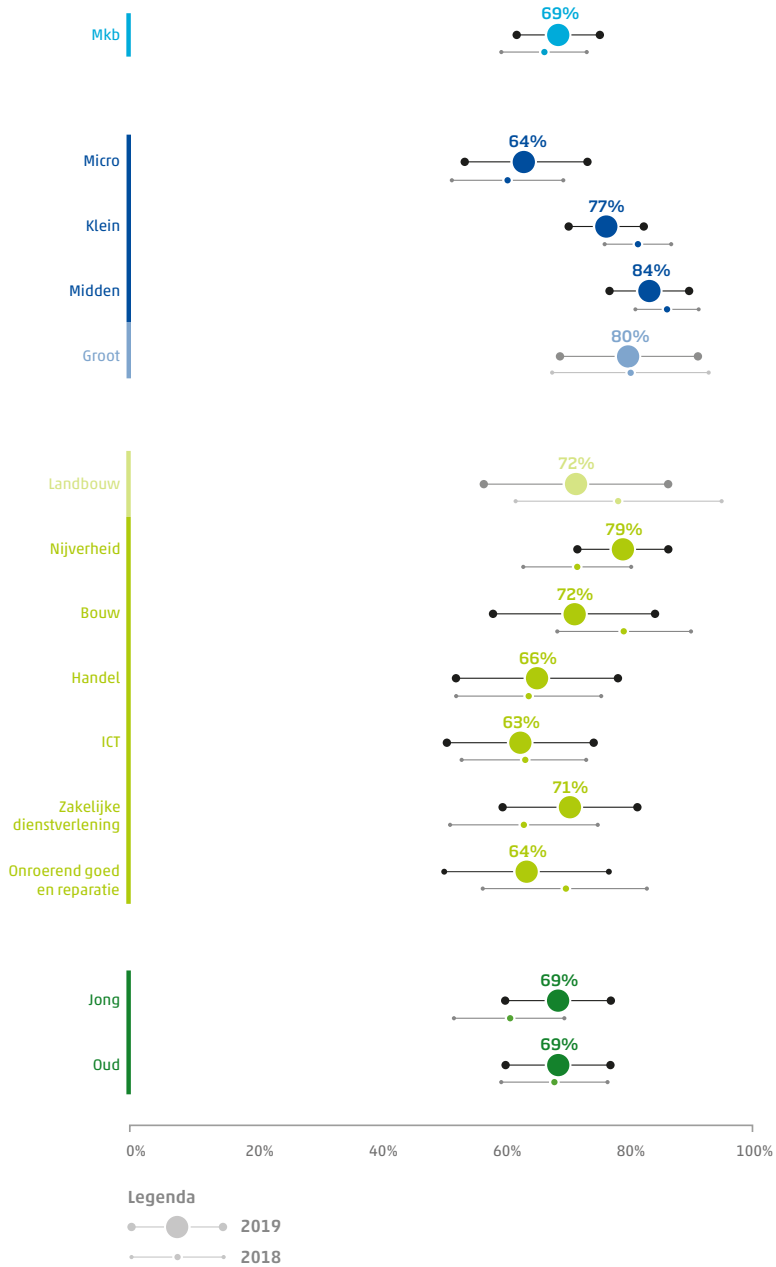 69%
Mkb
64%
Micro
77%
Klein
84%
Midden
80%
Groot
72%
Landbouw
79%
Nijverheid
72%
Bouw
66%
Handel
63%
ICT
71%
Zakelijke
dienstverlening
64%
Onroerend goed
en reparatie
69%
Jong
69%
Oud
0% 20% 40% 60% 80% 100%
Legenda
2019
2018